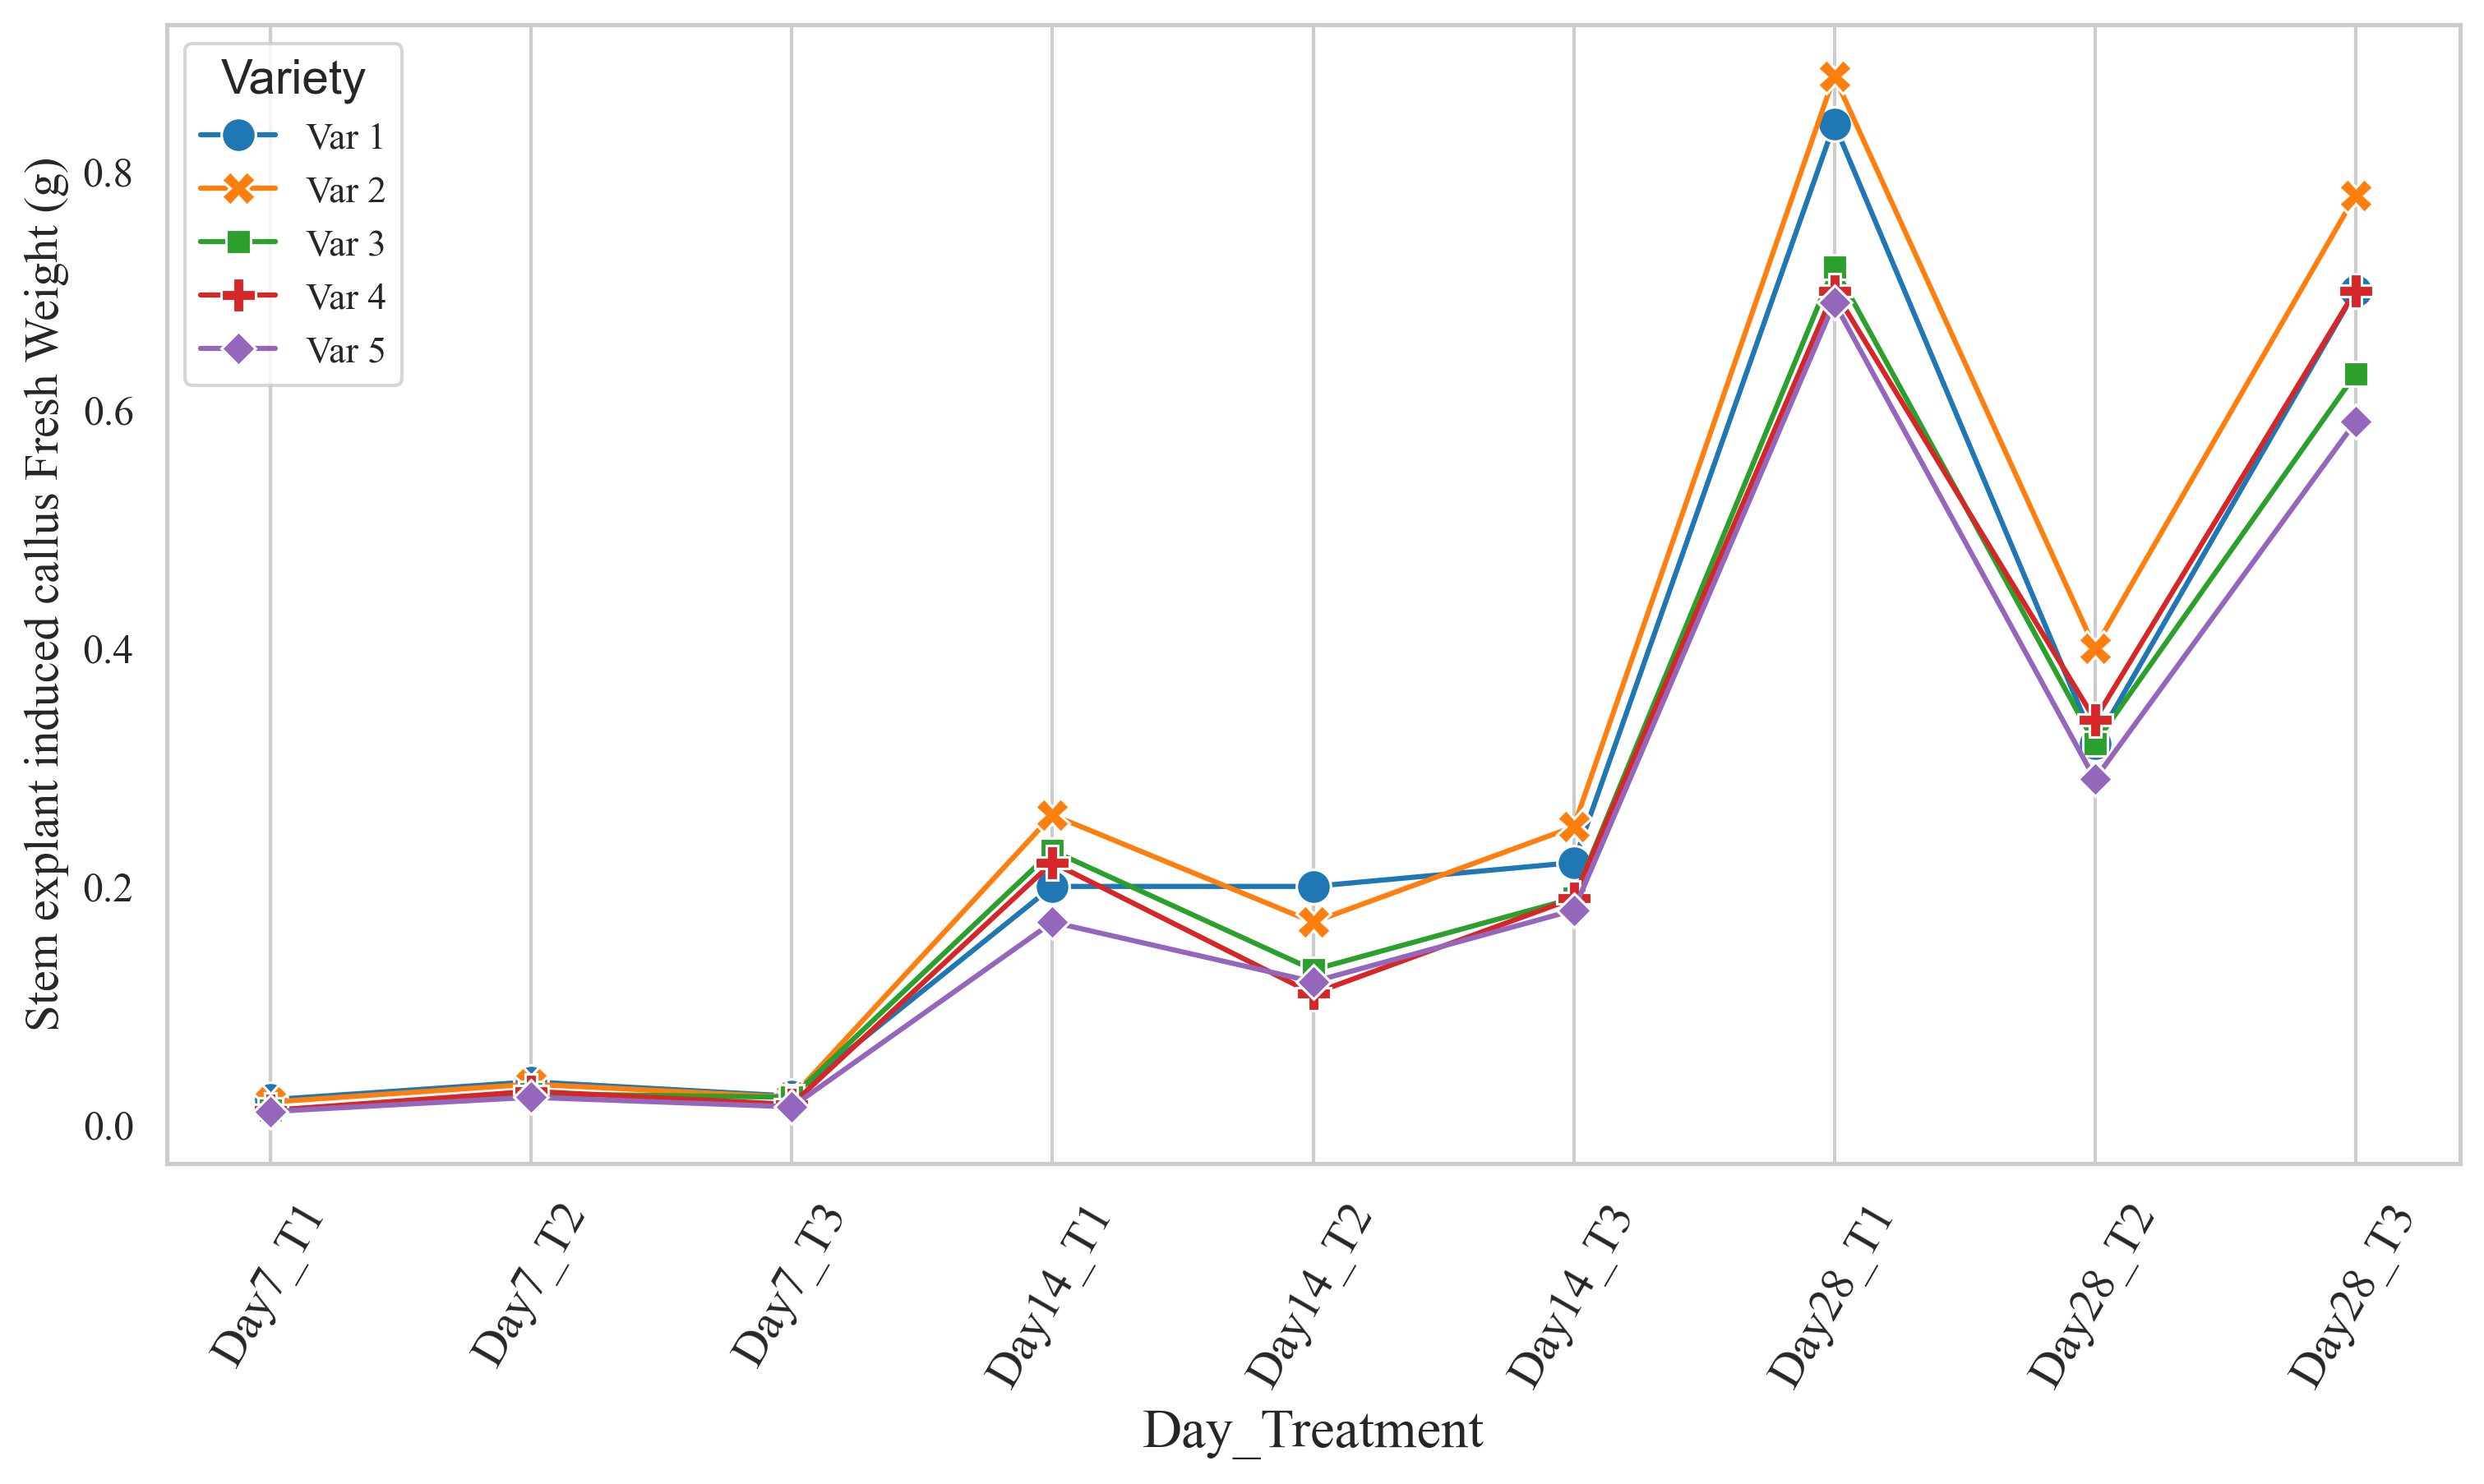 Variety
Var 1
Var 2
Var 3
Var 4
Var 5
Stem explant induced callus Fresh Weight (g)
0.8
0.6
0.4
0.2
0.0
Day7_T1
Day7_T2
Day7_T3
Day14_T1
Day14_T2
Day14_T3
Day28_T1
Day28_T2
Day28_T3
Day_Treatment